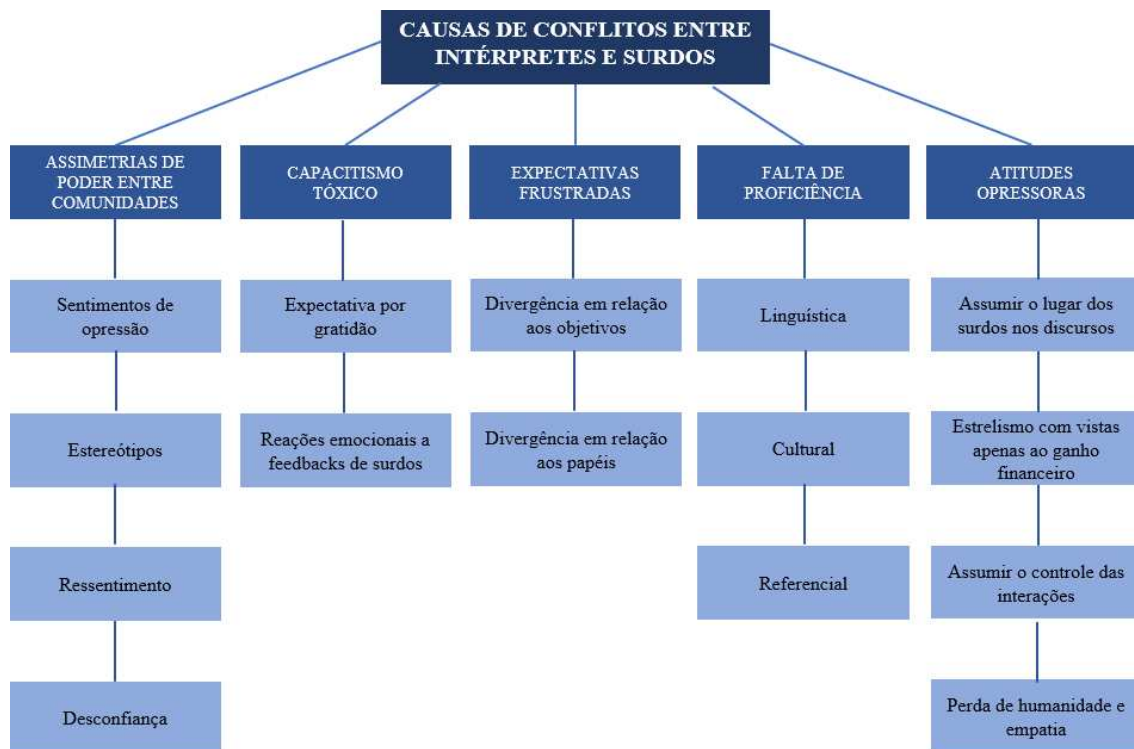 CAUSAS DE CONFLITOS ENTRE
INTÉRPRETES E SURDOS
ASSIMETRIAS DE
PODER ENTRE
COMUNIDADES
Sentimentos de
opressão
Estereótipos
Ressentimento
Desconfiança
CAPACITISMO
TÓXICO
Expectativa por
gratidão
Reações emocionais a
feedbacks de surdos
EXPECTATIVAS
FRUSTRADAS
Divergência em relação
aos objetivos
Divergência em relação
aos papéis
FALTA DE
PROFICIÊNCIA
Linguística
Cultural
Referencial
ATITUDES
OPRESSORAS
Assumir o lugar dos
surdos nos discursos
Estrelismo com vistas
apenas ao ganho
financeiro
Assumir o controle das
interações
Perda de humanidade e
empatia